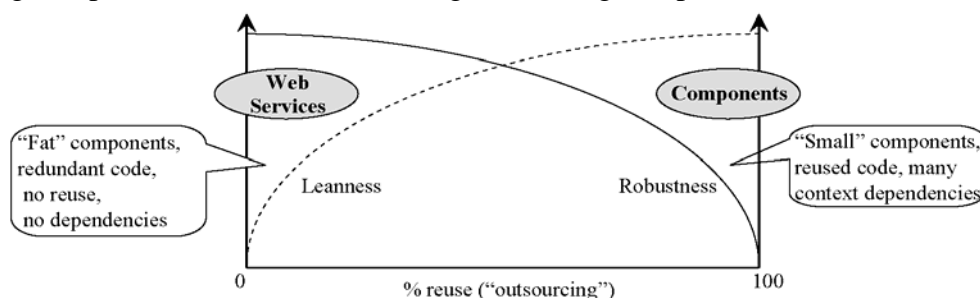 Web
Services
Components
“Fat” components,
redundant code,
no reuse,
no dependencies
“Small” components,
reused code, many
context dependencies
Leanness
Robustness
0
100
% reuse (“outsourcing”)